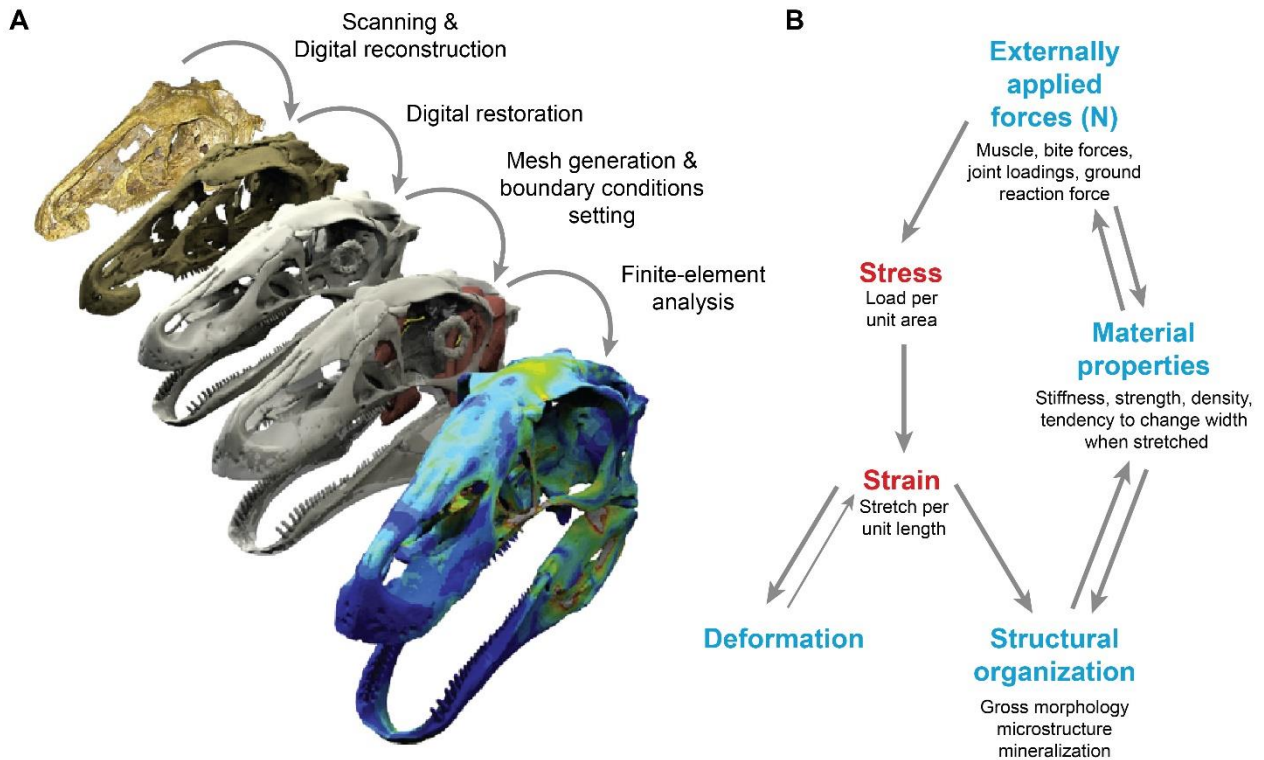 A
Scanning &
Digital reconstruction
Digital restoration
Mesh generation &
boundary conditions
setting
Finite-element
analysis
B
Externally
applied
forces (N)
Muscle, bite forces,
joint loadings, ground
reaction force
Stress
Load per
unit area
Material
properties
Stiffness, strength, density,
tendency to change width
when stretched
Strain
Stretch per
unit length
Deformation
Structural
organization
Gross morphology
microstructure
mineralization